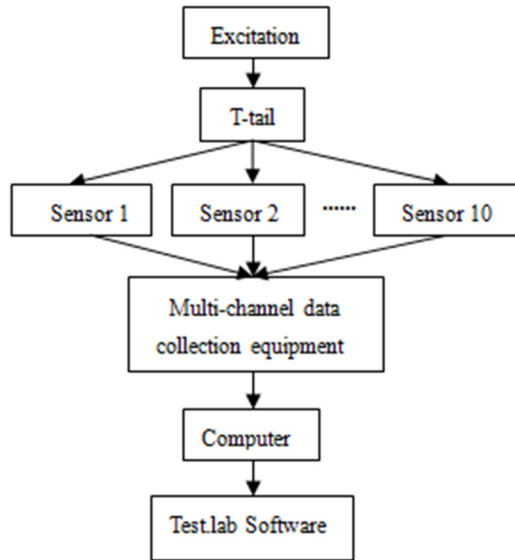 Excitation
T-tail
Sensor 1
Sensor 2
......
Sensor 10
Multi-channel data
collection equipment
Computer
Test.lab Software